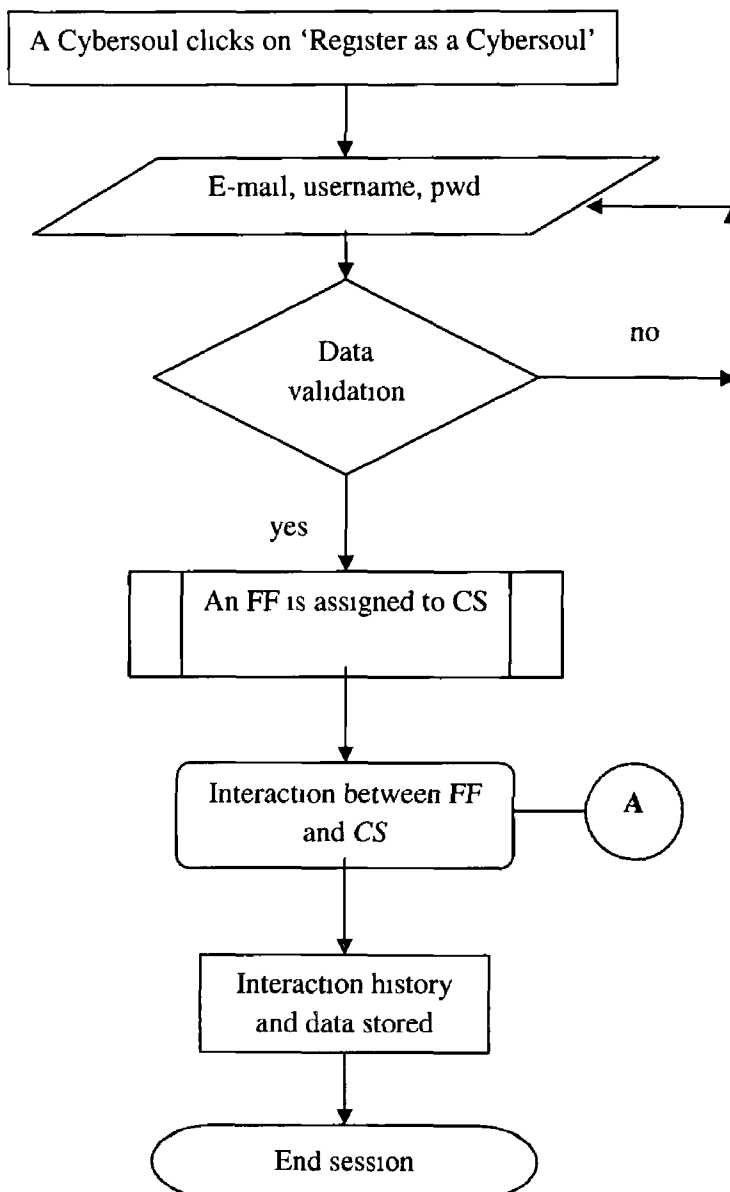 A Cybersoul clicks on ‘Register as a Cybersoul’
E-mail, username, pwd
no
Data
validation
yes
An FF is assigned to CS
Interaction between FF
and CS
A
Interaction history
and data stored
End session